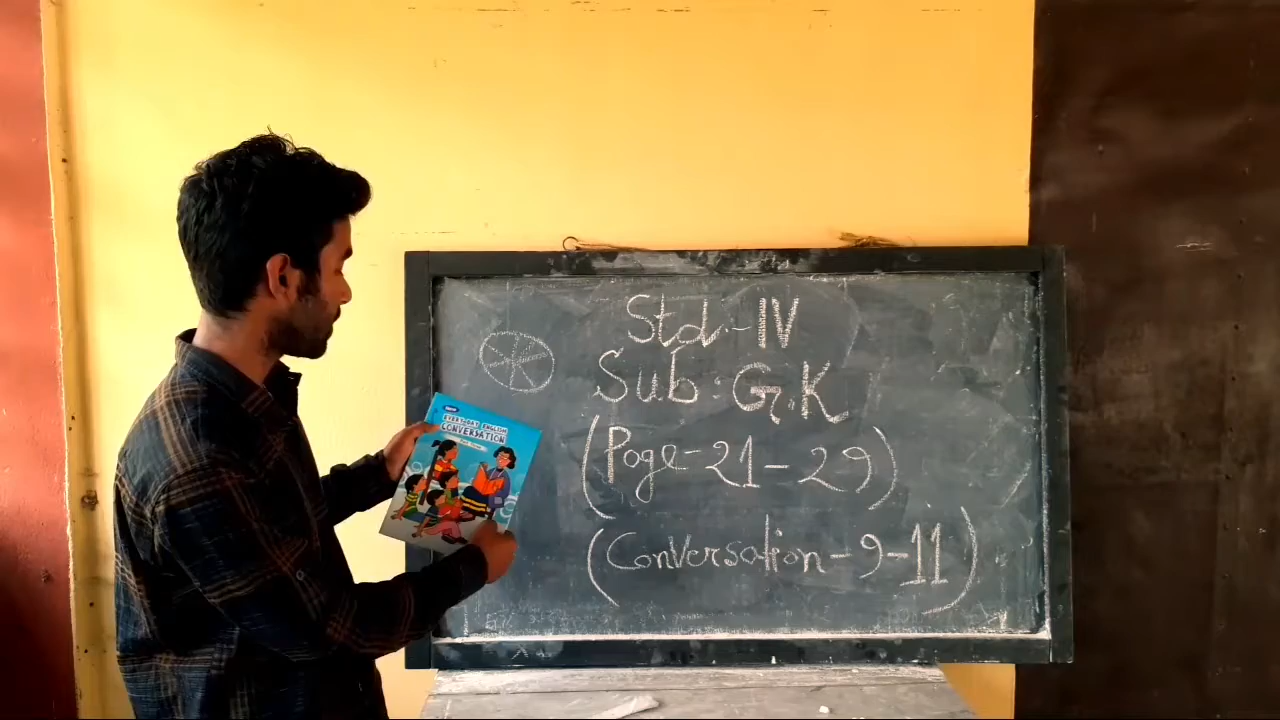 Std-IV
Sub: G.K
(Page-21-29)
(Conversation-9-11)
EVERYDAY ENGLISH
CONVERSATION